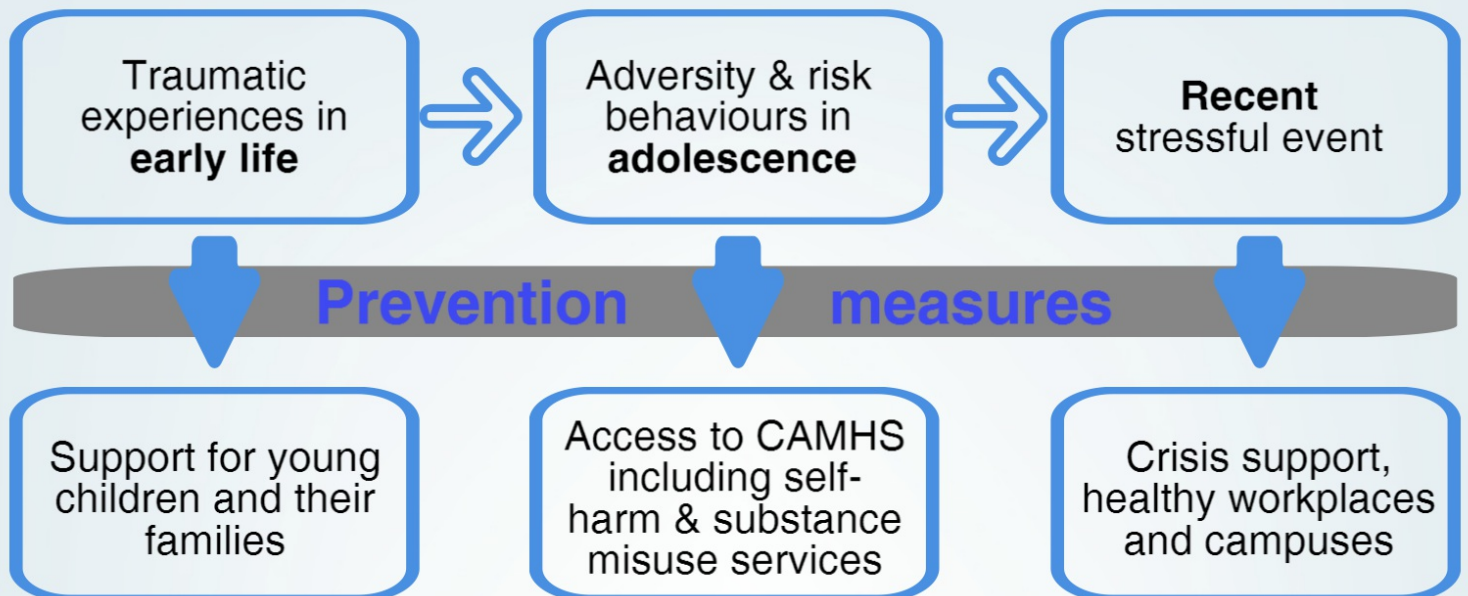 Traumatic
experiences in
early life
Adversity & risk
behaviours in
adolescence
Recent
stressful event
Prevention measures
Support for young
children and their
families
Access to CAMHS
including self-
harm & substance
misuse services
Crisis support,
healthy workplaces
and campuses